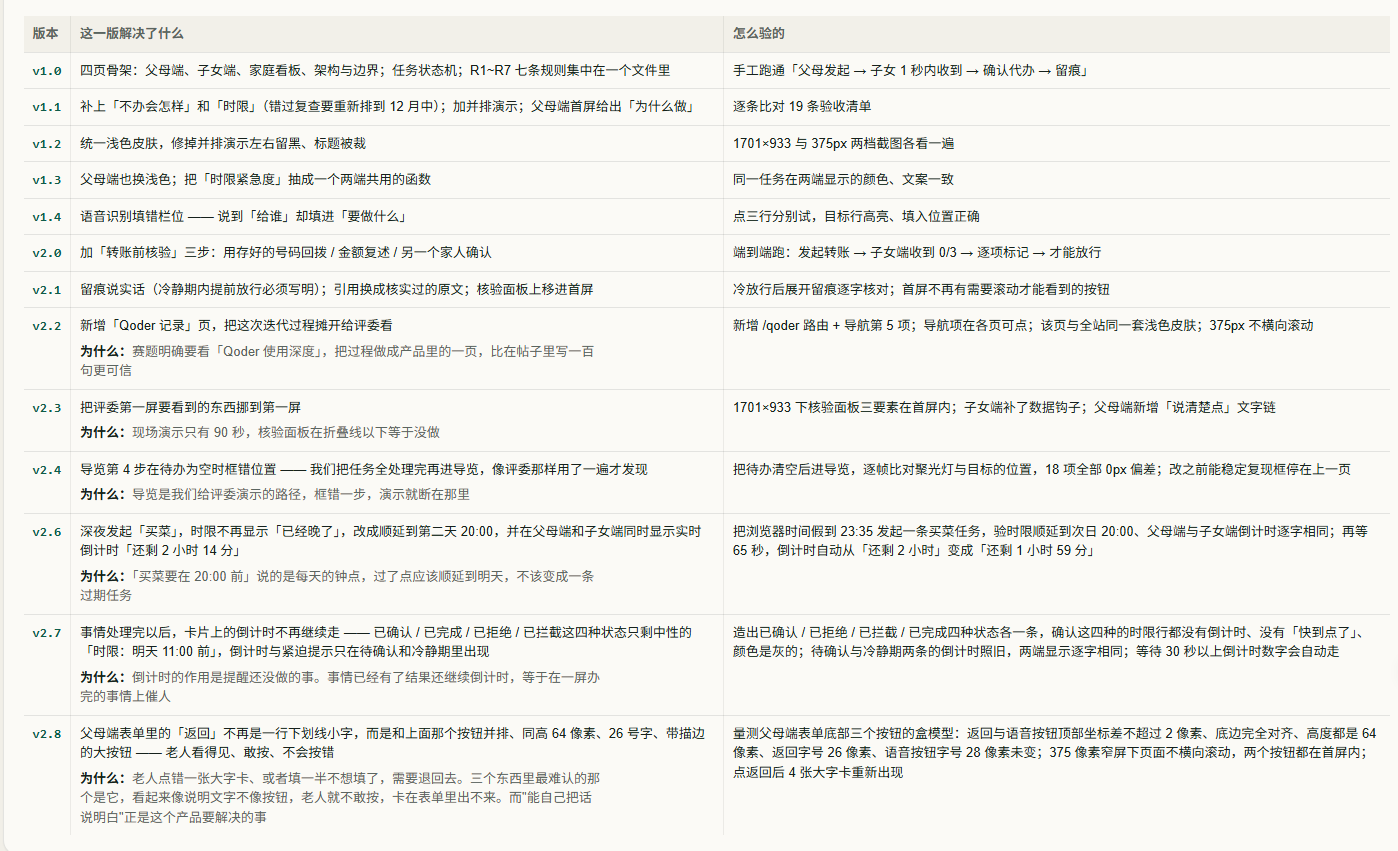 版本 这一版解决了什么 怎么验的
v1.0 四页骨架：父母端、子女端、家庭看板、架构与边界；任务状态机；R1~R7 七条规则集中在一个文件里 手工跑通「父母发起 → 子女 1 秒内收到 → 确认代办 → 留痕」
v1.1 补上「不办会怎样」和「时限」（错过复查要重新排到 12 月中）；加并排演示；父母端首屏给出「为什么做」 逐条比对 19 条验收清单
v1.2 统一浅色皮肤，修掉并排演示左右留黑、标题被裁 1701×933 与 375px 两档截图各看一遍
v1.3 父母端也换浅色；把「时限紧急度」抽成一个两端共用的函数 同一任务在两端显示的颜色、文案一致
v1.4 语音识别填错栏位 —— 说到「给谁」却填进「要做什么」 点三行分别试，目标行高亮、填入位置正确
v2.0 加「转账前核验」三步：用存好的号码回拨 / 金额复述 / 另一个家人确认 端到端跑：发起转账 → 子女端收到 0/3 → 逐项标记 → 才能放行
v2.1 留痕说实话（冷静期内提前放行必须写明）；引用换成核实过的原文；核验面板上移进首屏 冷放行后展开留痕逐字核对；首屏不再有需要滚动才能看到的按钮
v2.2 新增「Qoder 记录」页，把这次迭代过程摊开给评委看 新增 /qoder 路由 + 导航第 5 项；导航项在各页可点；该页与全站同一套浅色皮肤；375px 不横向滚动
为什么：赛题明确要看「Qoder 使用深度」，把过程做成产品里的一页，比在帖子里写一百
句更可信
v2.3 把评委第一屏要看到的东西挪到第一屏 1701×933 下核验面板三要素在首屏内；子女端补了数据钩子；父母端新增「说清楚点」文字链
为什么：现场演示只有 90 秒，核验面板在折叠线以下等于没做
v2.4 导览第 4 步在待办为空时框错位置 —— 我们把任务全处理完再进导览，像评委那样用了一遍才发现 把待办清空后进导览，逐帧比对聚光灯与目标的位置，18 项全部 0px 偏差；改之前能稳定复现框停在上一页
为什么：导览是我们给评委演示的路径，框错一步，演示就断在那里
v2.6 深夜发起「买菜」，时限不再显示「已经晚了」，改成顺延到第二天 20:00，并在父母端和子女端同时显示实时
倒计时「还剩 2 小时 14 分」
为什么：「买菜要在 20:00 前」说的是每天的钟点，过了点应该顺延到明天，不该变成一条
过期任务
把浏览器时间假到 23:35 发起一条买菜任务，验时限顺延到次日 20:00、父母端与子女端倒计时逐字相同；再等
65 秒，倒计时自动从「还剩 2 小时」变成「还剩 1 小时 59 分」
v2.7 事情处理完以后，卡片上的倒计时不再继续走 —— 已确认 / 已完成 / 已拒绝 / 已拦截这四种状态只剩中性的
「时限：明天 11:00 前」，倒计时与紧迫提示只在待确认和冷静期里出现
为什么：倒计时的作用是提醒还没做的事。事情已经有了结果还继续倒计时，等于在一屏办
完的事情上催人
造出已确认 / 已拒绝 / 已拦截 / 已完成四种状态各一条，确认这四种的时限行都没有倒计时、没有「快到点了」、
颜色是灰的；待确认与冷静期两条的倒计时照旧，两端显示逐字相同；等待 30 秒以上倒计时数字会自动走
v2.8 父母端表单里的「返回」不再是一行下划线小字，而是和上面那个按钮并排、同高 64 像素、26 号字、带描边
的大按钮 —— 老人看得见、敢按、不会按错
为什么：老人点错一张大字卡、或者填一半不想填了，需要退回去。三个东西里最难认的那
个是它，看起来像说明文字不像按钮，老人就不敢按，卡在表单里出不来。而"能自己把话
说明白"正是这个产品要解决的事
量测父母端表单底部三个按钮的盒模型：返回与语音按钮顶部坐标差不超过 2 像素、底边完全对齐、高度都是 64
像素、返回字号 26 像素、语音按钮字号 28 像素未变；375 像素窄屏下页面不横向滚动，两个按钮都在首屏内；
点返回后 4 张大字卡重新出现